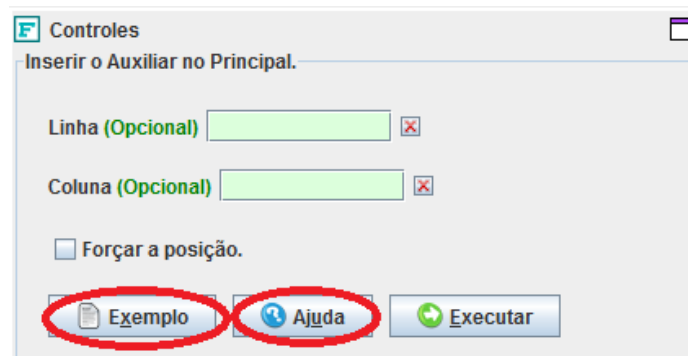 F Controles
Inserir o Auxiliar no Principal.
Linha (Opcional)
Coluna (Opcional)
Forçar a posição.
Exemplo Ajuda Executar